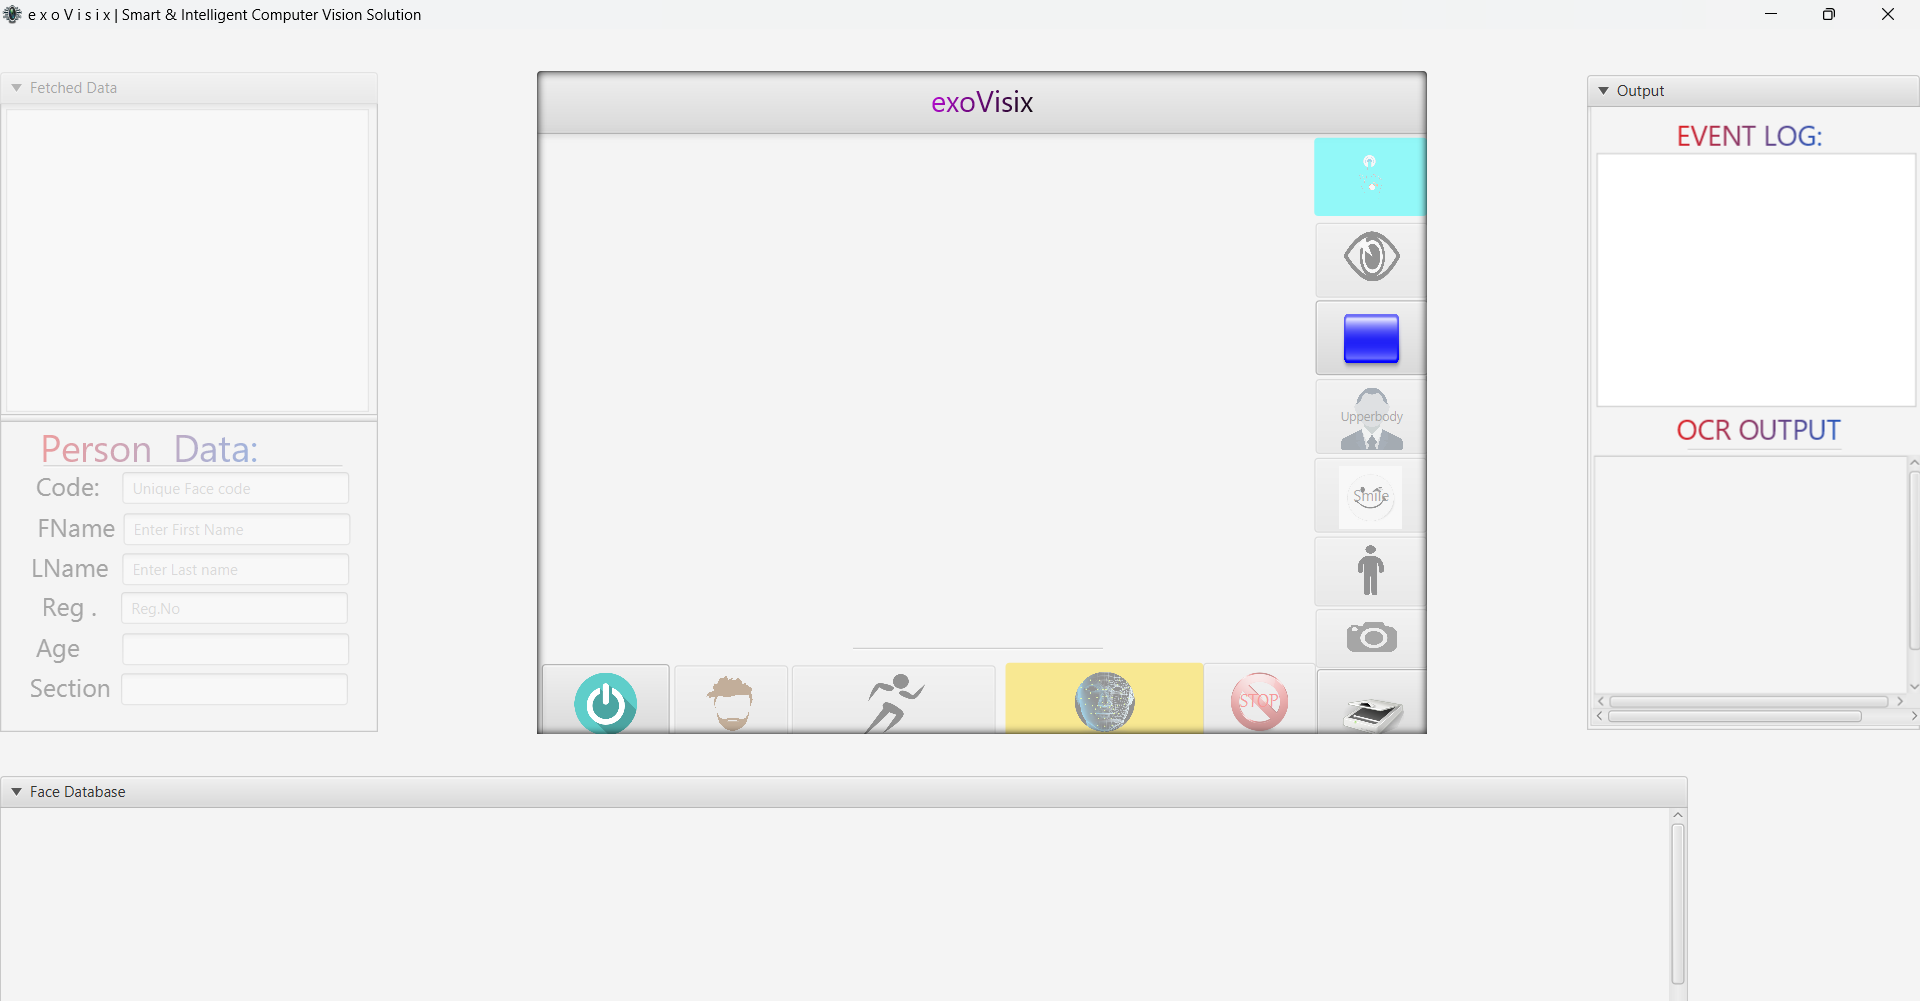 e x o V i s i x | Smart & Intelligent Computer Vision Solution
Fetched Data
Person Data:
Code:
Unique Face code
FName
Enter First Name
LName
Enter Last name
Reg .
Reg.No
Age
Section
exoVisix
Upperbody
Smile
STOP
Output
EVENT LOG:
OCR OUTPUT
Face Database